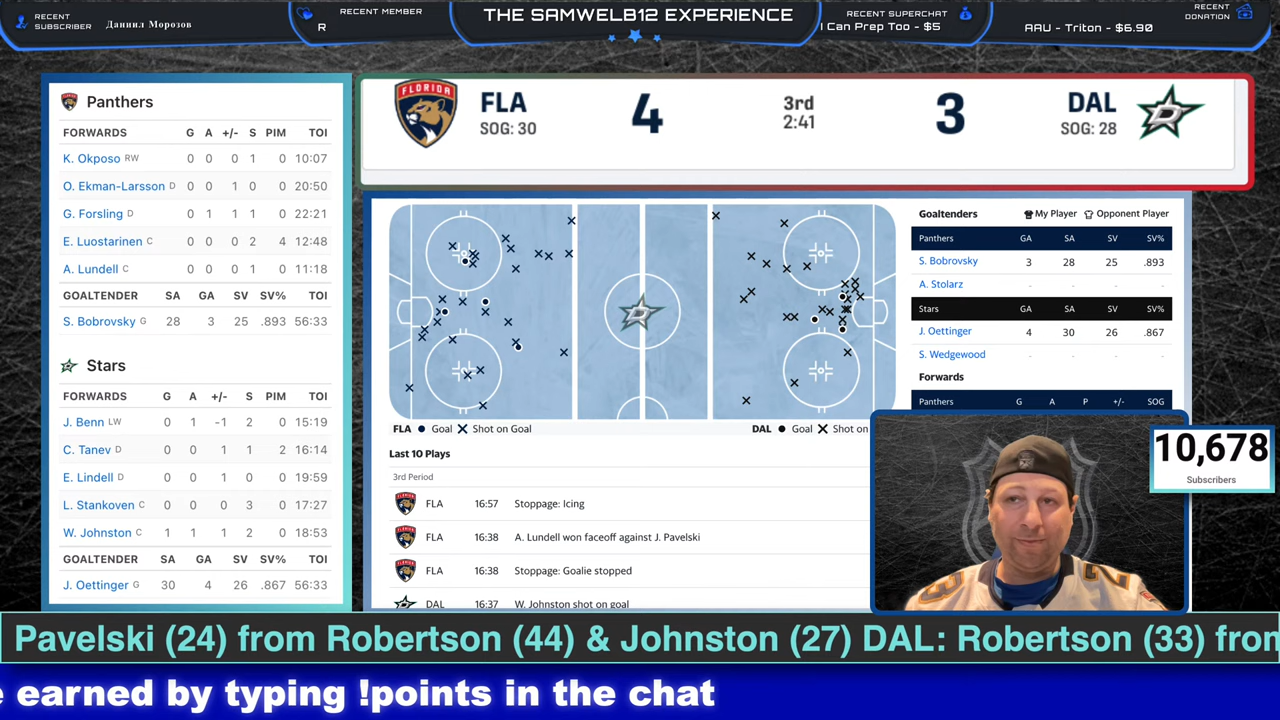 RECENT SUBSCRIBER
Даниил Морозов
RECENT MEMBER
R
THE SAMWELB12 EXPERIENCE
RECENT SUPERCHAT
I Can Prep Too - $5
RECENT DONATION
AAU - Triton - $6.90
Panthers
FORWARDS G A +/- S PIM TOI
K. Okposo RW 0 0 0 1 0 10:07
O. Ekman-Larsson D 0 0 1 0 0 20:50
G. Forsling D 0 1 1 1 0 22:21
E. Luostarinen C 0 0 0 2 4 12:48
A. Lundell C 0 0 0 1 0 11:18
GOALTENDER SA GA SV SV% TOI
S. Bobrovsky G 28 3 25 .893 56:33
Stars
FORWARDS G A +/- S PIM TOI
J. Benn LW 0 1 -1 2 0 15:19
C. Tanev D 0 0 1 1 2 16:14
E. Lindell D 0 0 1 0 0 19:59
L. Stankoven C 0 0 0 3 0 17:27
W. Johnston C 1 1 1 2 0 18:53
GOALTENDER SA GA SV SV% TOI
J. Oettinger G 30 4 26 .867 56:33
FLORIDA
FLA
SOG: 30
4
3rd
2:41
3
DAL
SOG: 28
FLA Goal Shot on Goal
DAL Goal Shot on
Last 10 Plays
3rd Period
FLA 16:57 Stoppage: Icing
FLA 16:38 A. Lundell won faceoff against J. Pavelski
FLA 16:38 Stoppage: Goalie stopped
DAL 16:37 W. Johnston shot on goal
Goaltenders My Player Opponent Player
Panthers GA SA SV SV%
S. Bobrovsky 3 28 25 .893
A. Stolarz - - - -
Stars GA SA SV SV%
J. Oettinger 4 30 26 .867
S. Wedgewood - - - -
Forwards
Panthers G A P +/- SOG
10,678
Subscribers
Pavelski (24) from Robertson (44) & Johnston (27) DAL: Robertson (33) from
e earned by typing !points in the chat